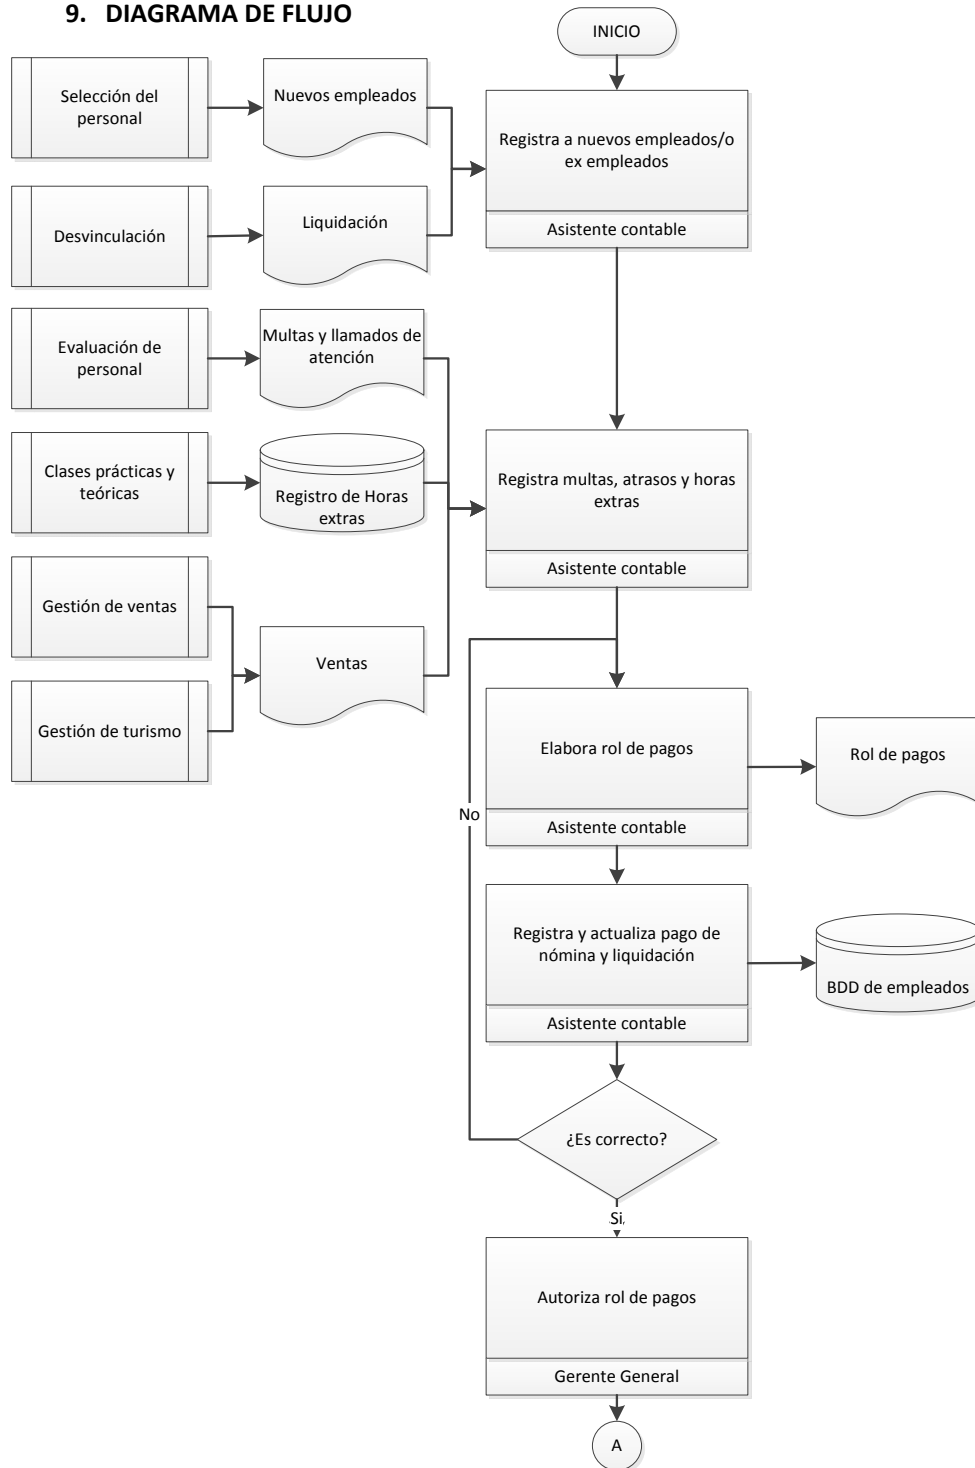 9. DIAGRAMA DE FLUJO
INICIO
Selección del
personal
Nuevos empleados
Registra a nuevos empleados/o
ex empleados
Asistente contable
Desvinculación
Liquidación
Evaluación de
personal
Multas y llamados de
atención
Clases prácticas y
teóricas
Registro de Horas
extras
Registra multas, atrasos y horas
extras
Asistente contable
Gestión de ventas
Ventas
Gestión de turismo
Elabora rol de pagos
Asistente contable
Rol de pagos
No
Registra y actualiza pago de
nómina y liquidación
Asistente contable
BDD de empleados
¿Es correcto?
Si
Autoriza rol de pagos
Gerente General
A